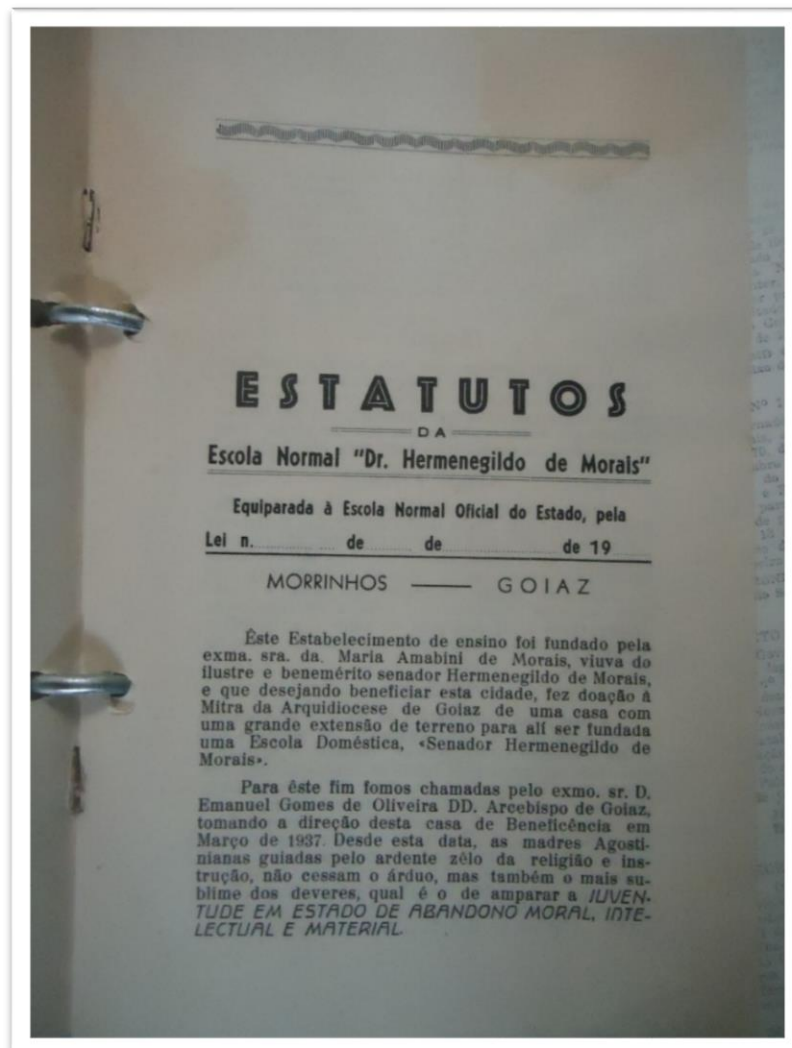 ESTATUTOS
DA
Escola Normal "Dr. Hermenegildo de Morais"
Equiparada à Escola Normal Oficial do Estado, pela
Lei n. ............ de ......... de ................... de 19 ......
MORRINHOS —— GOIAZ
Êste Estabelecimento de ensino foi fundado pela
exma. sra. da. Maria Amabini de Morais, viuva do
ilustre e benemérito senador Hermenegildo de Morais,
e que desejando beneficiar esta cidade, fez doação á
Mitra da Arquidiocese de Goiaz de uma casa com
uma grande extensão de terreno para alí ser fundada
uma Escola Doméstica, «Senador Hermenegildo de
Morais».
Para êste fim fomos chamadas pelo exmo. sr. D.
Emanuel Gomes de Oliveira DD. Arcebispo de Goiaz,
tomando a direção desta casa de Beneficência em
Março de 1937. Desde esta data, as madres Agosti-
nianas guiadas pelo ardente zêlo da religião e ins-
trução, não cessam o árduo, mas também o mais su-
blime dos deveres, qual é o de amparar a JUVEN-
TUDE EM ESTADO DE ABANDONO MORAL, INTE-
LECTUAL E MATERIAL.